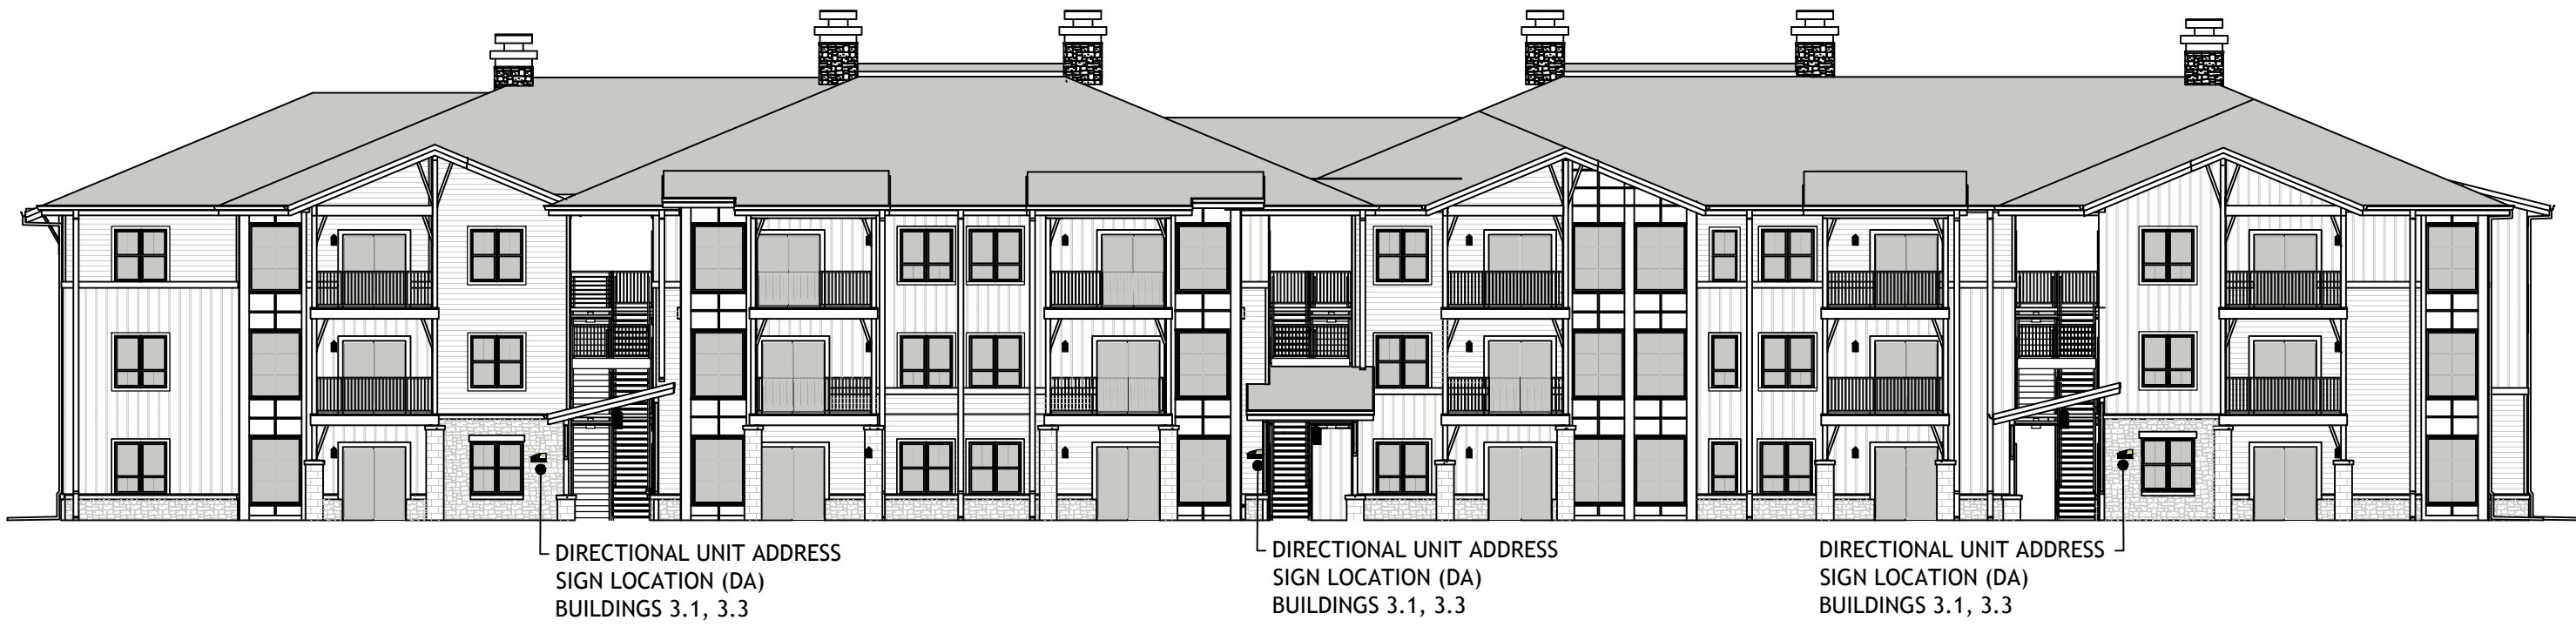 DIRECTIONAL UNIT ADDRESS
SIGN LOCATION (DA)
BUILDINGS 3.1, 3.3
DIRECTIONAL UNIT ADDRESS
SIGN LOCATION (DA)
BUILDINGS 3.1, 3.3
DIRECTIONAL UNIT ADDRESS
SIGN LOCATION (DA)
BUILDINGS 3.1, 3.3